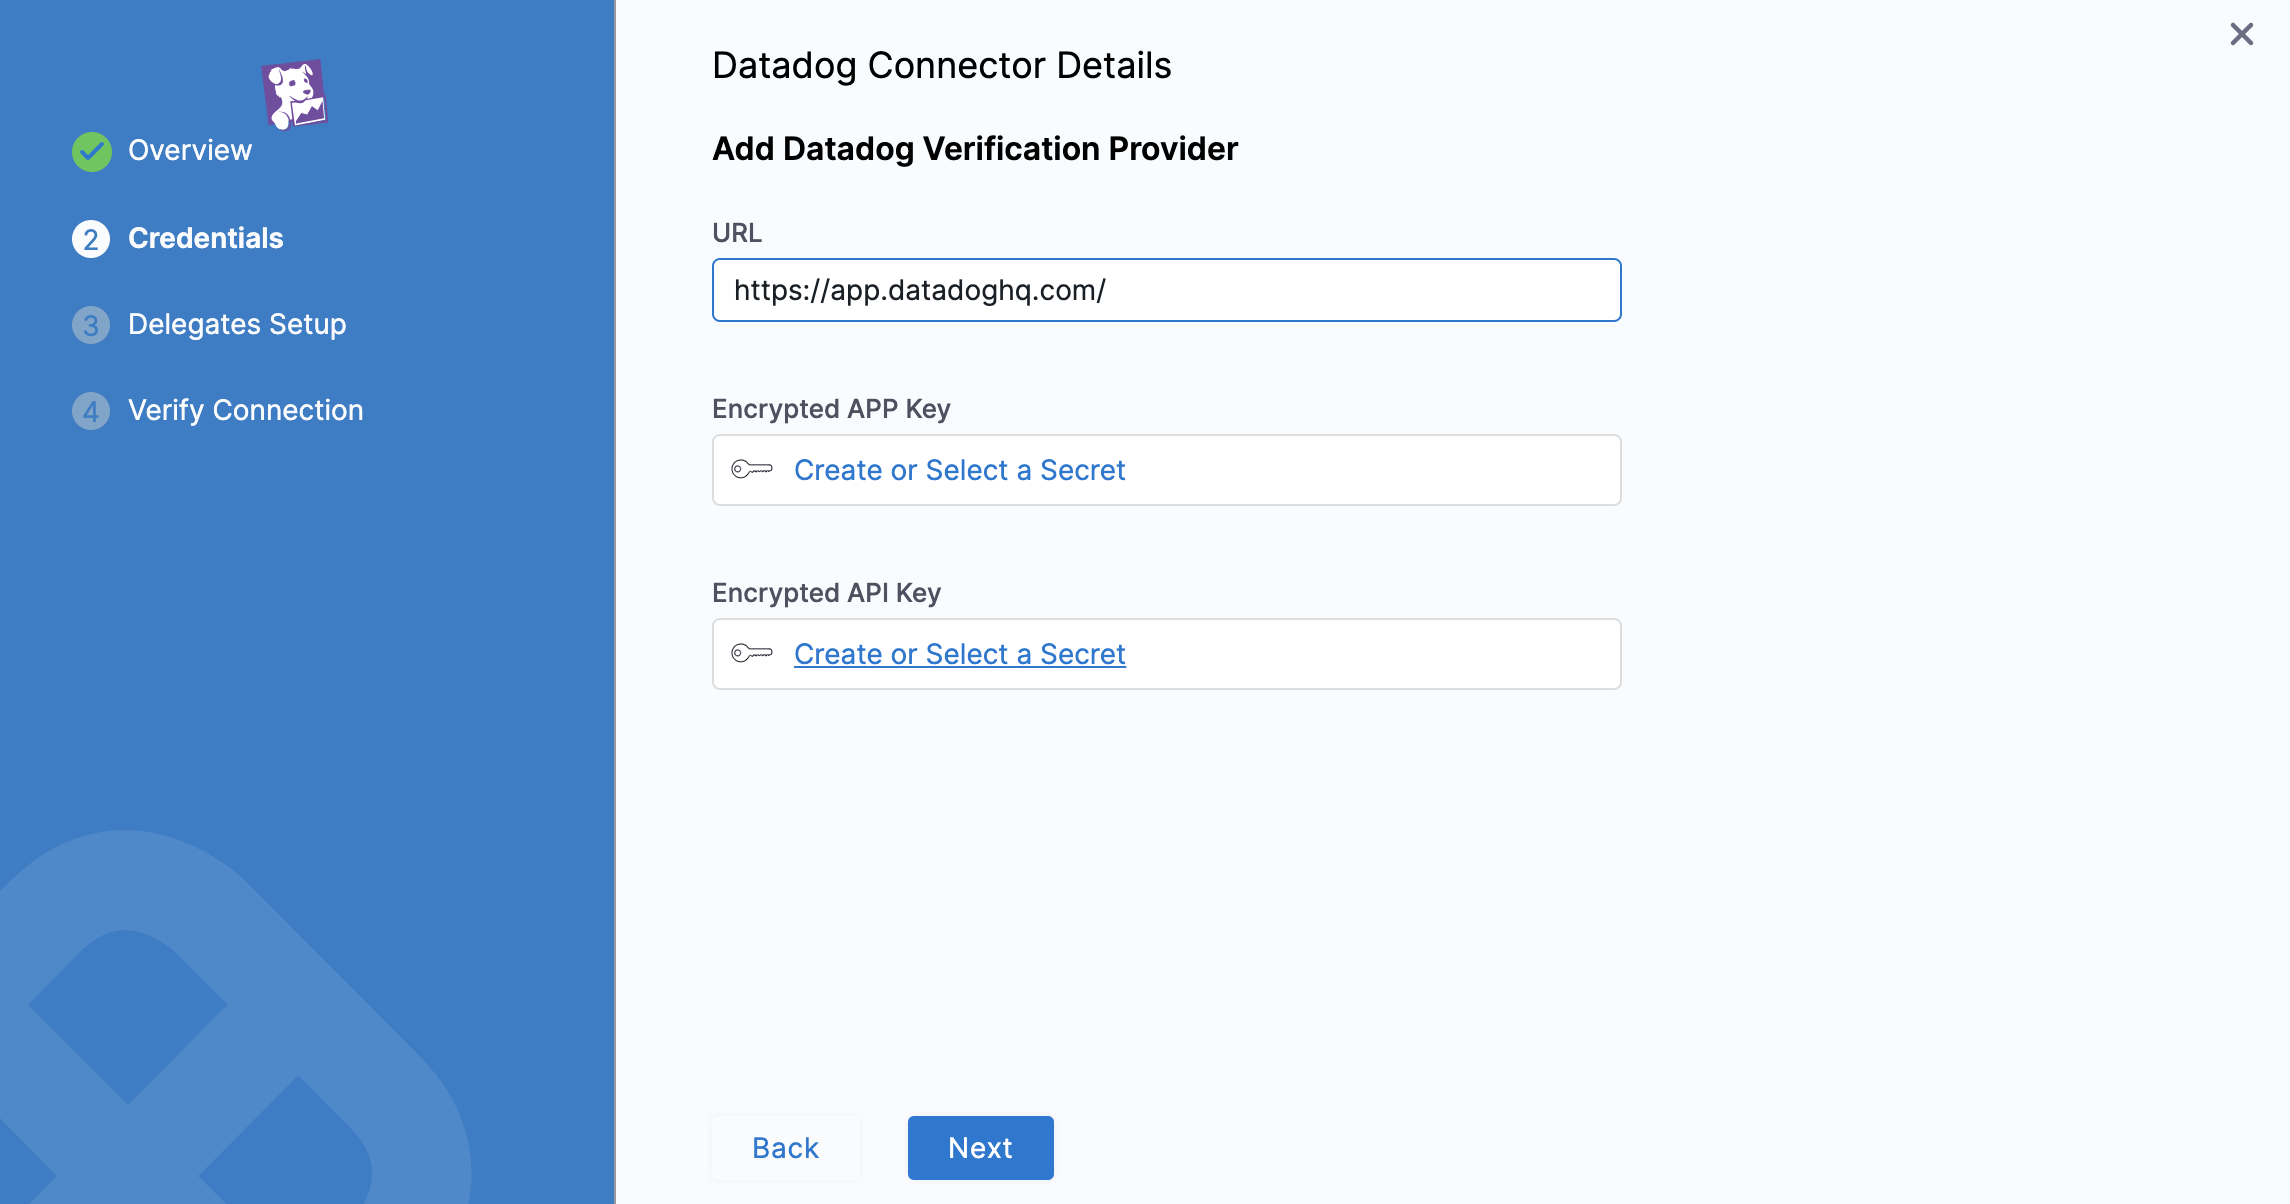 Overview
2 Credentials
3 Delegates Setup
4 Verify Connection
Datadog Connector Details
Add Datadog Verification Provider
URL
https://app.datadoghq.com/
Encrypted APP Key
Create or Select a Secret
Encrypted API Key
Create or Select a Secret
Back
Next